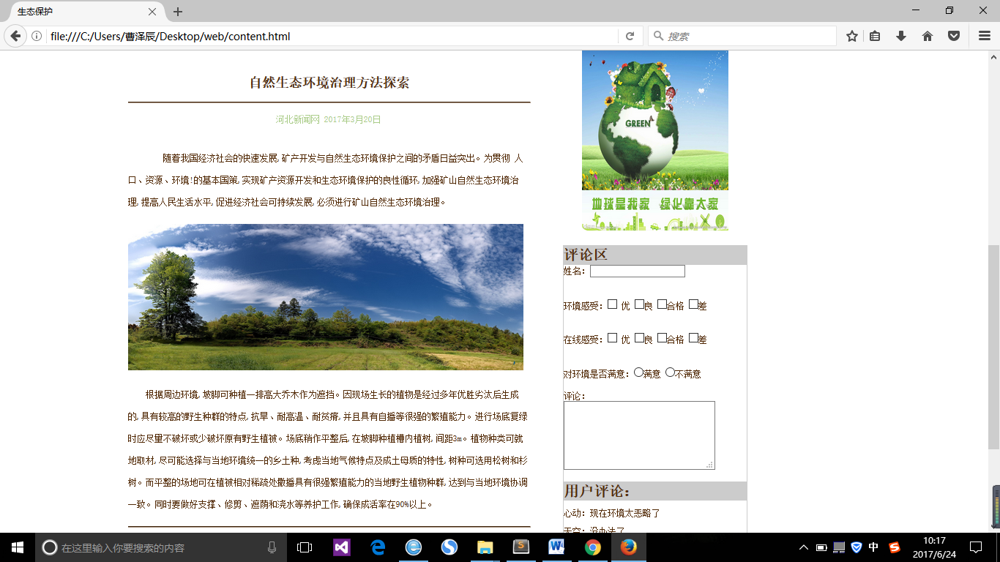 生态保护
file:///C:/Users/曹泽辰/Desktop/web/content.html
搜索
自然生态环境治理方法探索
河北新闻网 2017年3月20日
随着我国经济社会的快速发展,矿产开发与自然生态环境保护之间的矛盾日益突出。为贯彻 人
口、资源、环境!的基本国策,实现矿产资源开发和生态环境保护的良性循环,加强矿山自然生态环境治
理,提高人民生活水平,促进经济社会可持续发展,必须进行矿山自然生态环境治理。
根据周边环境,坡脚可种植一排高大乔木作为遮挡。因现场生长的植物是经过多年优胜劣汰后生成
的,具有较高的野生种群的特点,抗旱、耐高温、耐贫瘠,并且具有自播等很强的繁殖能力。进行场底复绿
时应尽量不破坏或少破坏原有野生植被。场底稍作平整后,在坡脚种植槽内植树,间距3m。植物种类可就
地取材,尽可能选择与当地环境统一的乡土种,考虑当地气候特点及成土母质的特性,树种可选用松树和杉
树。而平整的场地可在植被相对稀疏处撒播具有很强繁殖能力的当地野生植物种群,达到与当地环境协调
一致。同时要做好支撑、修剪、遮荫和浇水等养护工作,确保成活率在90%以上。
GREEN
地球是我家 绿化靠大家
评论区
姓名:
环境感受: 优 良 合格 差
在线感受: 优 良 合格 差
对环境是否满意: 满意 不满意
评论:
用户评论:
心动: 现在环境太恶略了
天空: 没办法了
在这里输入你要搜索的内容
中
10:17
2017/6/24